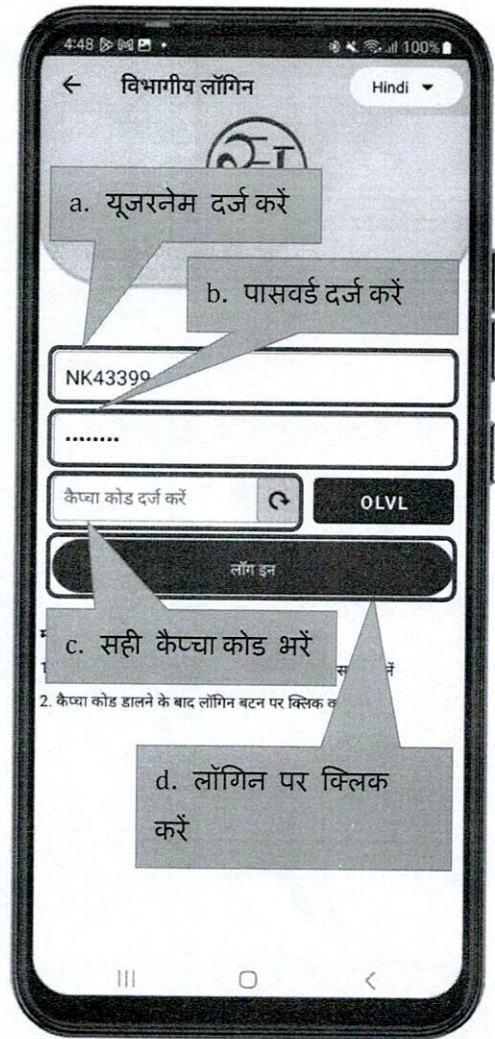 4:48
100%
विभागीय लॉगिन
Hindi
a. यूजरनेम दर्ज करें
b. पासवर्ड दर्ज करें
NK43399
........
कैप्चा कोड दर्ज करें
OLVL
लॉग इन
c. सही कैप्चा कोड भरें
2. कैप्चा कोड डालने के बाद लॉगिन बटन पर क्लिक
d. लॉगिन पर क्लिक
करें